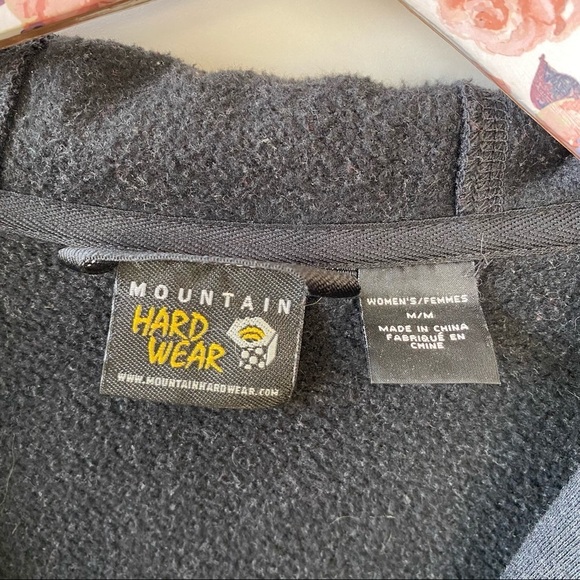 MOUNTAIN
HARD
WEAR
WWW.MOUNTAINHARDWEAR.COM
WOMEN'S/FEMMES
M/M
MADE IN CHINA
FABRIQUÉ EN
CHINE